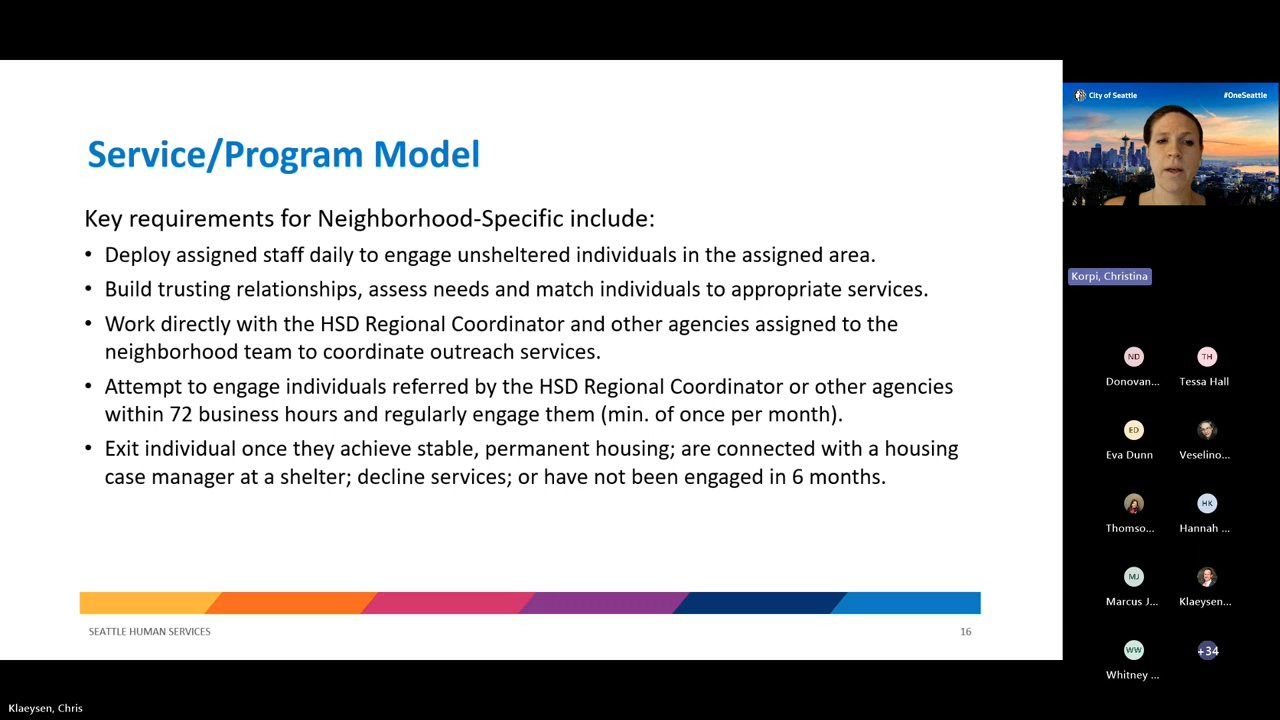 Service/Program Model
Key requirements for Neighborhood-Specific include:
• Deploy assigned staff daily to engage unsheltered individuals in the assigned area.
• Build trusting relationships, assess needs and match individuals to appropriate services.
• Work directly with the HSD Regional Coordinator and other agencies assigned to the
neighborhood team to coordinate outreach services.
• Attempt to engage individuals referred by the HSD Regional Coordinator or other agencies
within 72 business hours and regularly engage them (min. of once per month).
• Exit individual once they achieve stable, permanent housing; are connected with a housing
case manager at a shelter; decline services; or have not been engaged in 6 months.
SEATTLE HUMAN SERVICES
16
City of Seattle
#OneSeattle
Korpi, Christina
ND
TH
Donovan...
Tessa Hall
ED
Eva Dunn
Veselino...
HK
Thomso...
Hannah ...
MJ
Marcus J...
Klaeysen...
WW
+34
Whitney ...
Klaeysen, Chris